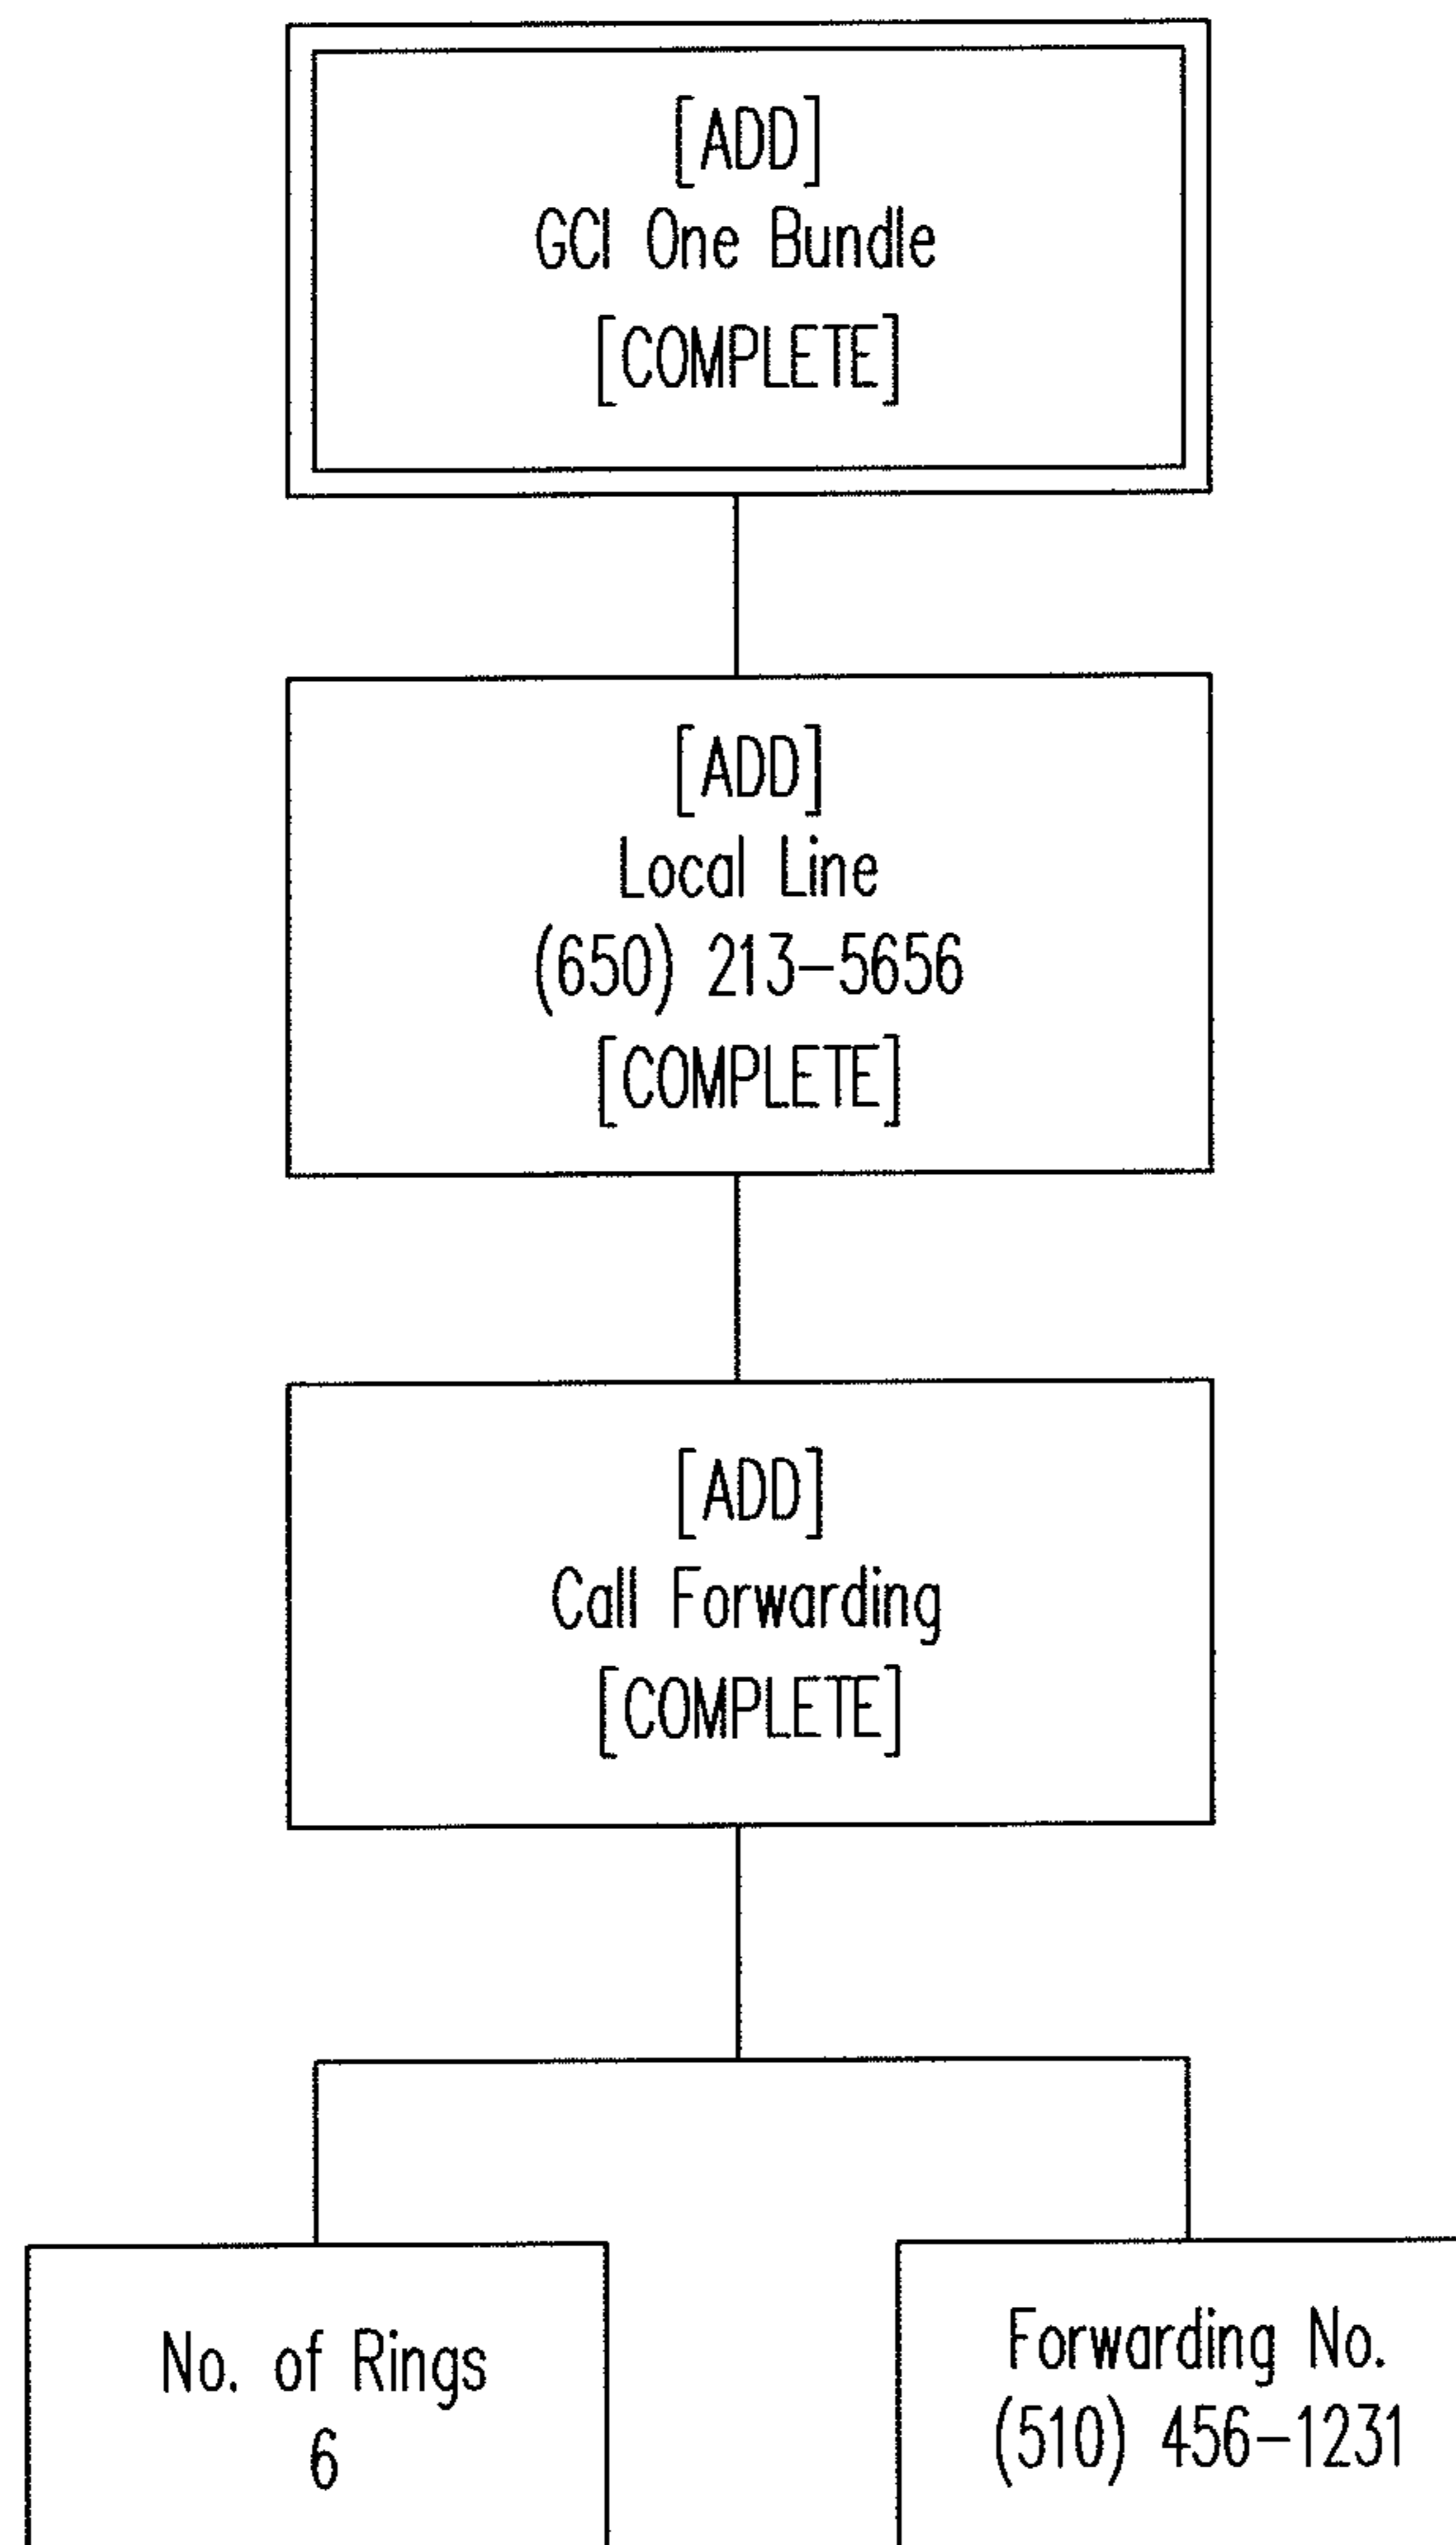 [ADD]
GCI One Bundle
[COMPLETE]
[ADD]
Local Line
(650) 213-5656
[COMPLETE]
[ADD]
Call Forwarding
[COMPLETE]
No. of Rings
6
Forwarding No.
(510) 456-1231